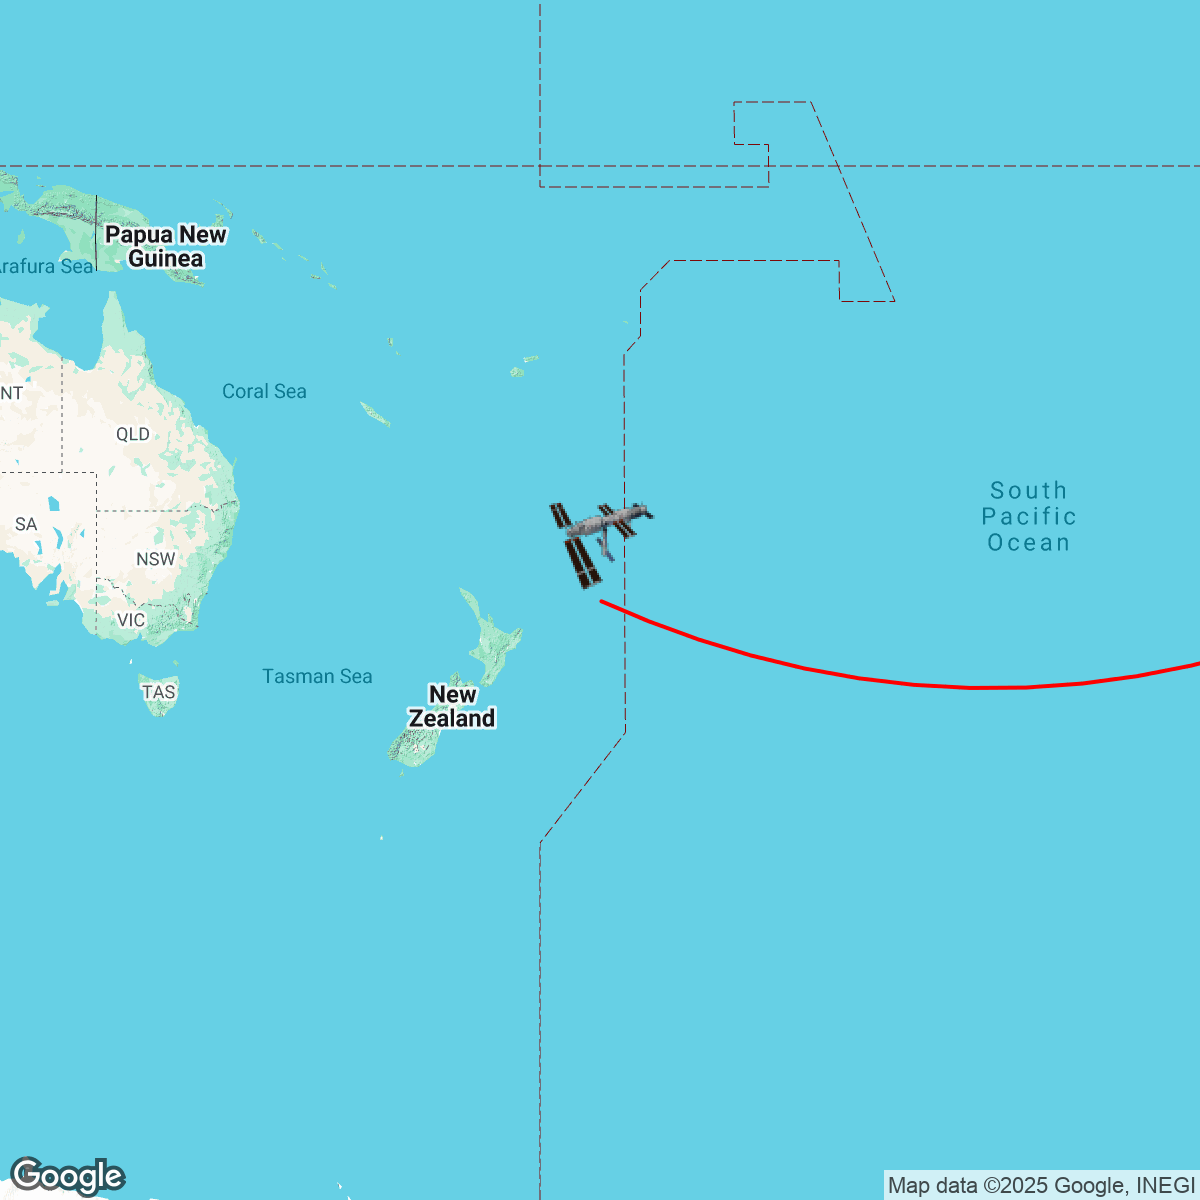 Papua New
Guinea
Arafura Sea
NT
Coral Sea
QLD
South
Pacific
Ocean
SA
NSW
VIC
Tasman Sea
TAS
New
Zealand
Google
Map data ©2025 Google, INEGI